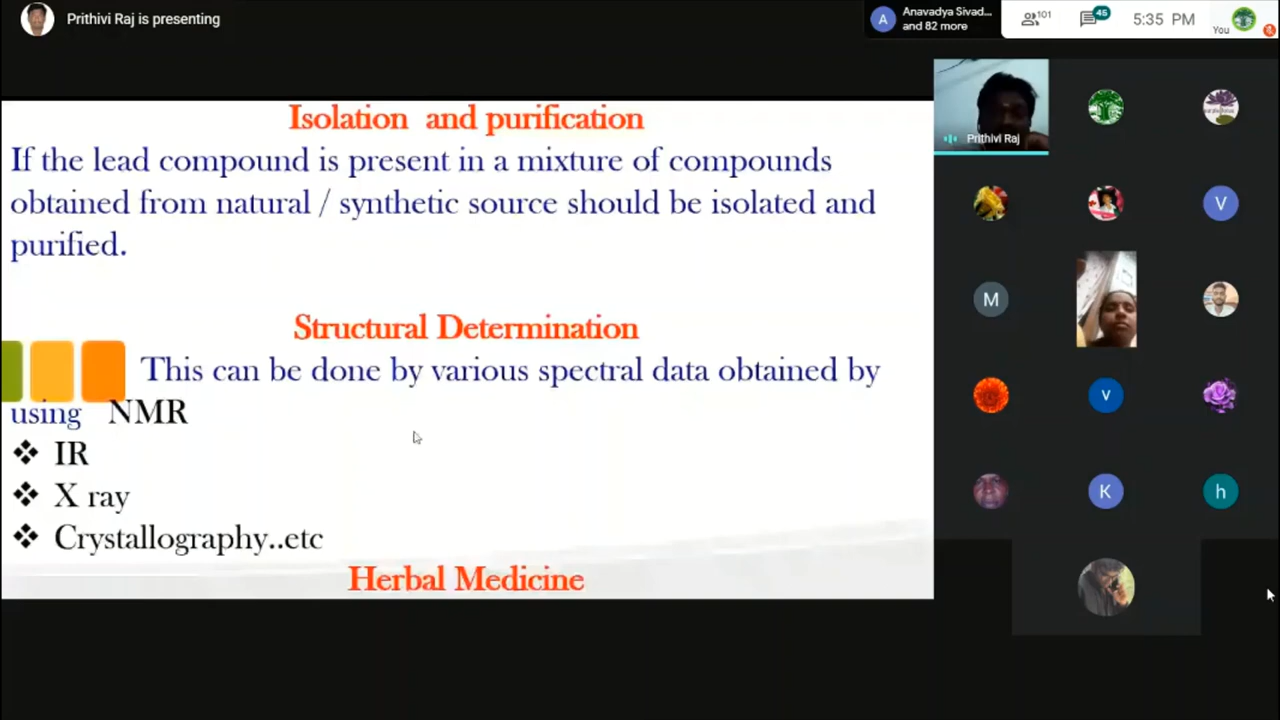 Prithivi Raj is presenting
A
Anavadya Sivad...
and 82 more
101
45
5:35 PM
You
Isolation and purification
If the lead compound is present in a mixture of compounds
obtained from natural / synthetic source should be isolated and
purified.
Structural Determination
This can be done by various spectral data obtained by
using NMR
❖ IR
❖ X ray
❖ Crystallography..etc
Herbal Medicine
Prithivi Raj
V
M
V
K
h